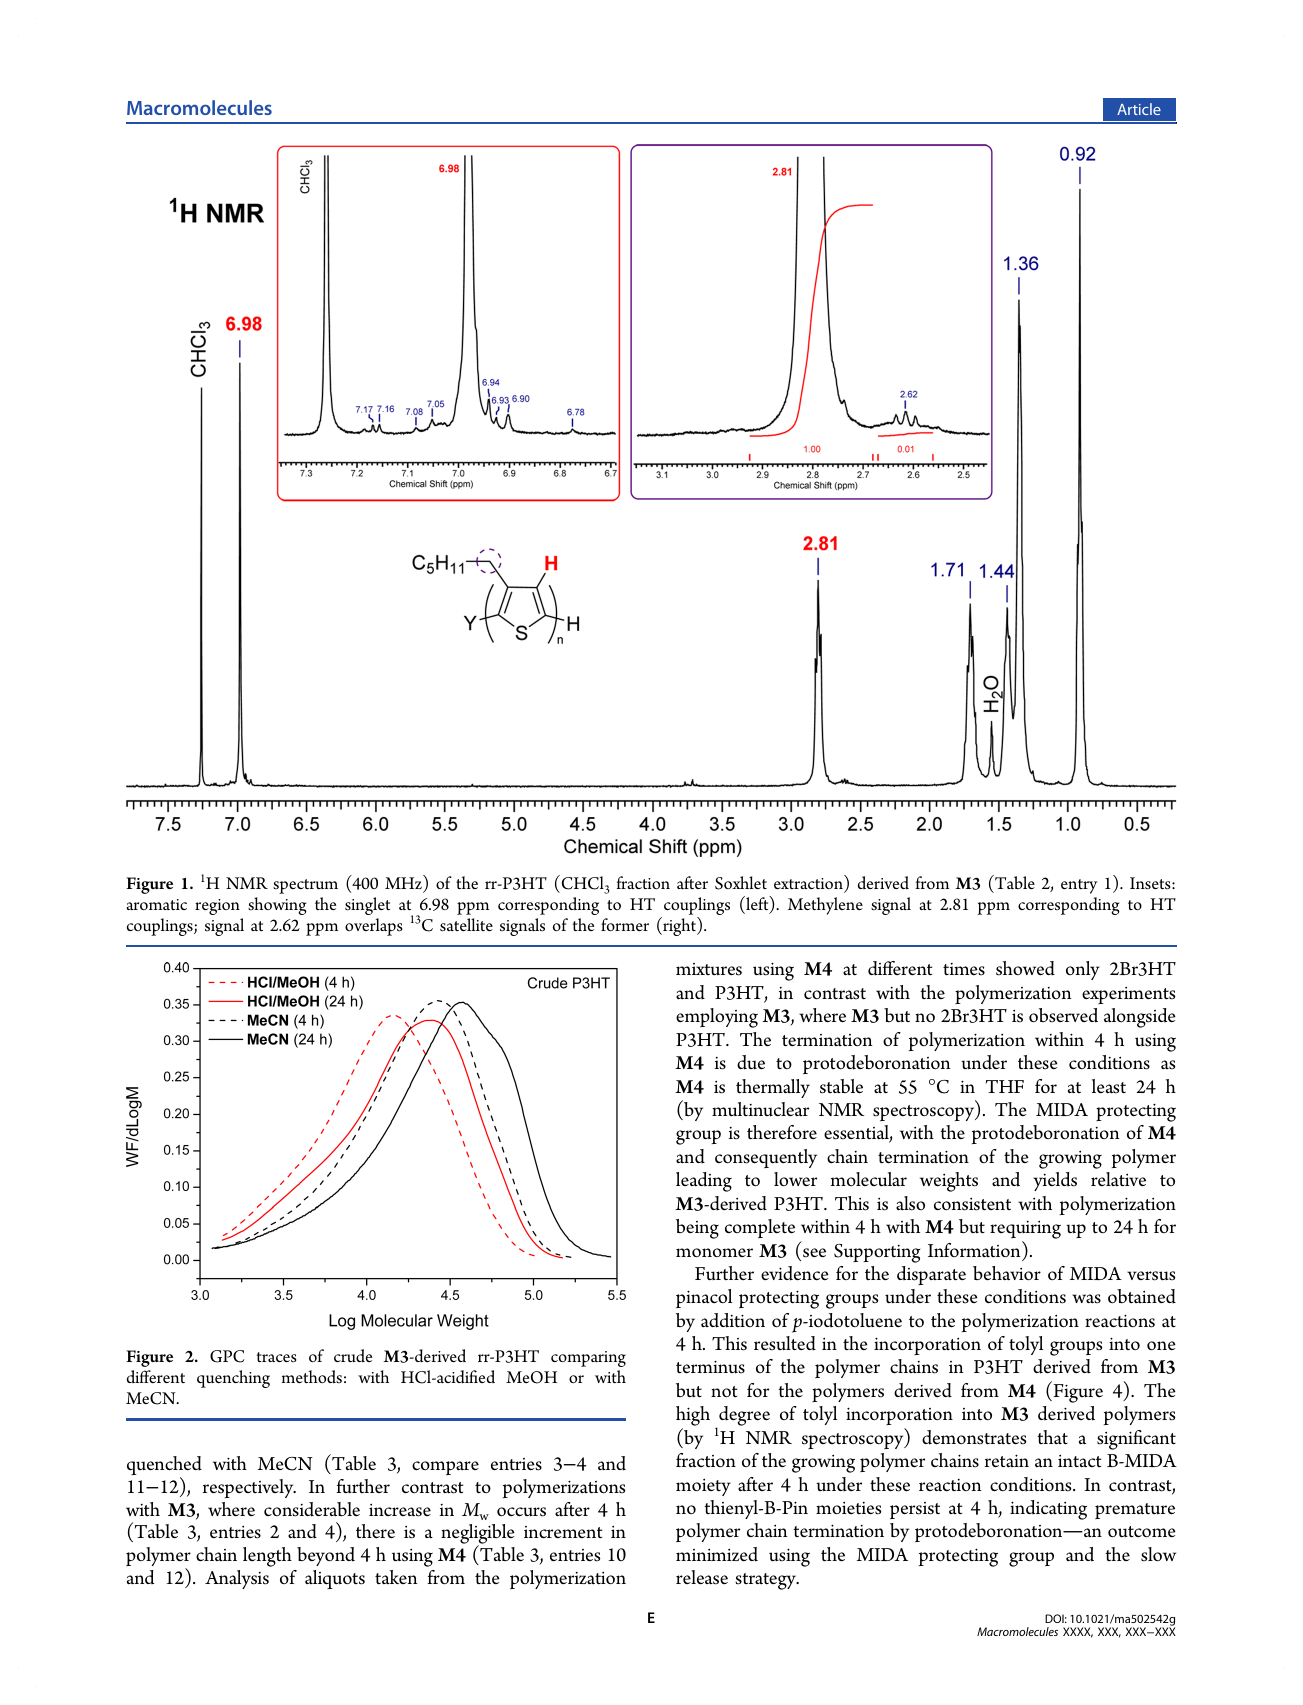 Macromolecules
Article
¹H NMR
CHCl₃
6.98
CHCl₃
6.98
7.17 7.16
7.08
7.05
6.94
6.93 6.90
6.78
7.3 7.2 7.1 7.0 6.9 6.8 6.7
Chemical Shift (ppm)
2.81
2.62
1.00
0.01
3.1 3.0 2.9 2.8 2.7 2.6 2.5
Chemical Shift (ppm)
0.92
1.36
2.81
1.71 1.44
H₂O
C₅H₁₁
H
Y
S
n
H
7.5 7.0 6.5 6.0 5.5 5.0 4.5 4.0 3.5 3.0 2.5 2.0 1.5 1.0 0.5
Chemical Shift (ppm)
Figure 1. ¹H NMR spectrum (400 MHz) of the rr-P3HT (CHCl₃ fraction after Soxhlet extraction) derived from M3 (Table 2, entry 1). Insets:
aromatic region showing the singlet at 6.98 ppm corresponding to HT couplings (left). Methylene signal at 2.81 ppm corresponding to HT
couplings; signal at 2.62 ppm overlaps ¹³C satellite signals of the former (right).
0.40
0.35
0.30
0.25
0.20
0.15
0.10
0.05
0.00
WF/dLogM
HCl/MeOH (4 h)
HCl/MeOH (24 h)
MeCN (4 h)
MeCN (24 h)
Crude P3HT
3.0 3.5 4.0 4.5 5.0 5.5
Log Molecular Weight
Figure 2. GPC traces of crude M3-derived rr-P3HT comparing
different quenching methods: with HCl-acidified MeOH or with
MeCN.
quenched with MeCN (Table 3, compare entries 3−4 and
11−12), respectively. In further contrast to polymerizations
with M3, where considerable increase in Mw occurs after 4 h
(Table 3, entries 2 and 4), there is a negligible increment in
polymer chain length beyond 4 h using M4 (Table 3, entries 10
and 12). Analysis of aliquots taken from the polymerization
mixtures using M4 at different times showed only 2Br3HT
and P3HT, in contrast with the polymerization experiments
employing M3, where M3 but no 2Br3HT is observed alongside
P3HT. The termination of polymerization within 4 h using
M4 is due to protodeboronation under these conditions as
M4 is thermally stable at 55 °C in THF for at least 24 h
(by multinuclear NMR spectroscopy). The MIDA protecting
group is therefore essential, with the protodeboronation of M4
and consequently chain termination of the growing polymer
leading to lower molecular weights and yields relative to
M3-derived P3HT. This is also consistent with polymerization
being complete within 4 h with M4 but requiring up to 24 h for
monomer M3 (see Supporting Information).
Further evidence for the disparate behavior of MIDA versus
pinacol protecting groups under these conditions was obtained
by addition of p-iodotoluene to the polymerization reactions at
4 h. This resulted in the incorporation of tolyl groups into one
terminus of the polymer chains in P3HT derived from M3
but not for the polymers derived from M4 (Figure 4). The
high degree of tolyl incorporation into M3 derived polymers
(by ¹H NMR spectroscopy) demonstrates that a significant
fraction of the growing polymer chains retain an intact B-MIDA
moiety after 4 h under these reaction conditions. In contrast,
no thienyl-B-Pin moieties persist at 4 h, indicating premature
polymer chain termination by protodeboronation—an outcome
minimized using the MIDA protecting group and the slow
release strategy.
E
DOI: 10.1021/ma502542g
Macromolecules XXXX, XXX, XXX−XXX